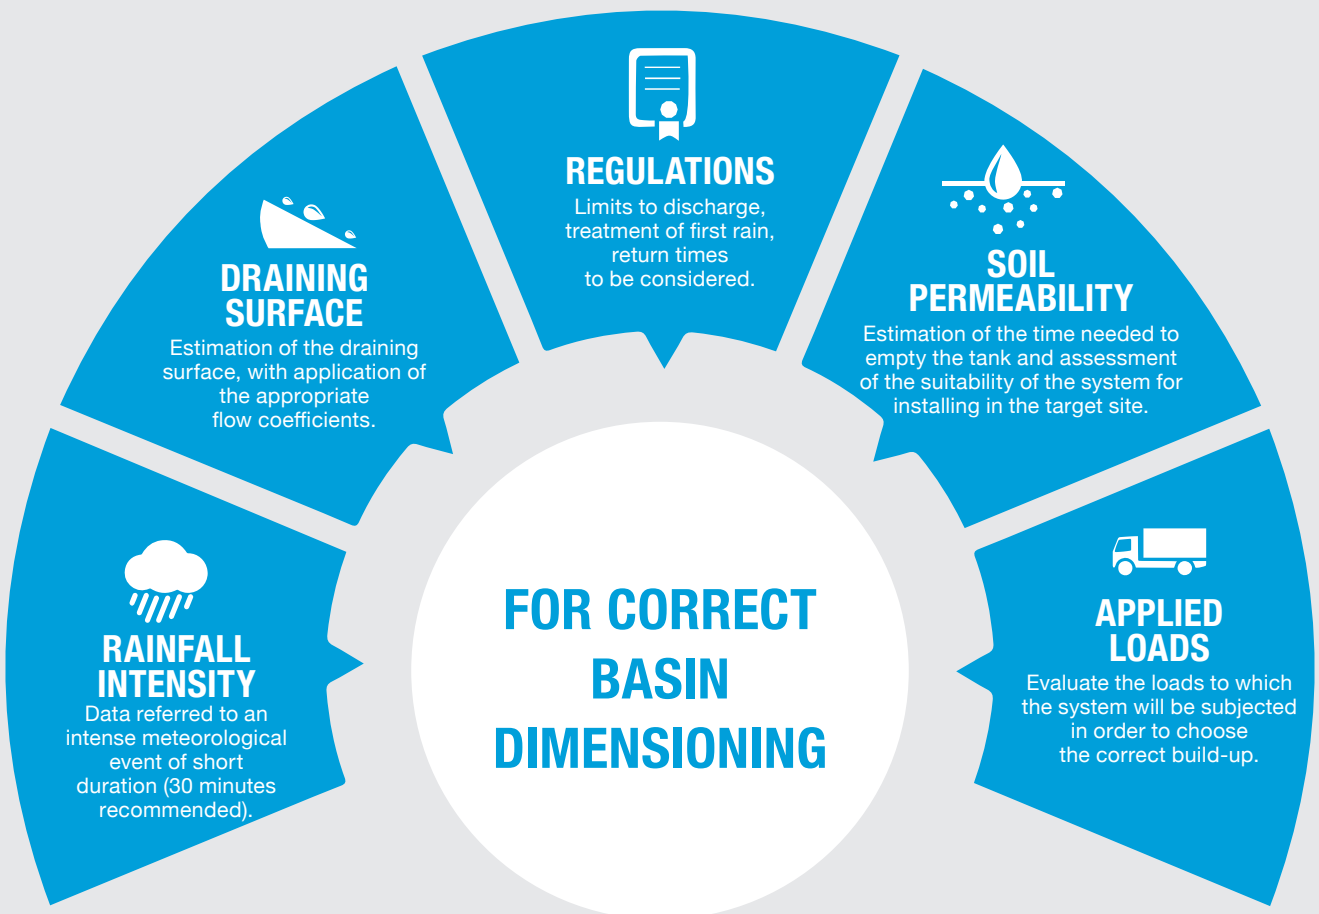 RAINFALL
INTENSITY
Data referred to an
intense meteorological
event of short
duration (30 minutes
recommended).
DRAINING
SURFACE
Estimation of the draining
surface, with application of
the appropriate
flow coefficients.
REGULATIONS
Limits to discharge,
treatment of first rain,
return times
to be considered.
SOIL
PERMEABILITY
Estimation of the time needed to
empty the tank and assessment
of the suitability of the system for
installing in the target site.
APPLIED
LOADS
Evaluate the loads to which
the system will be subjected
in order to choose
the correct build-up.
FOR CORRECT
BASIN
DIMENSIONING